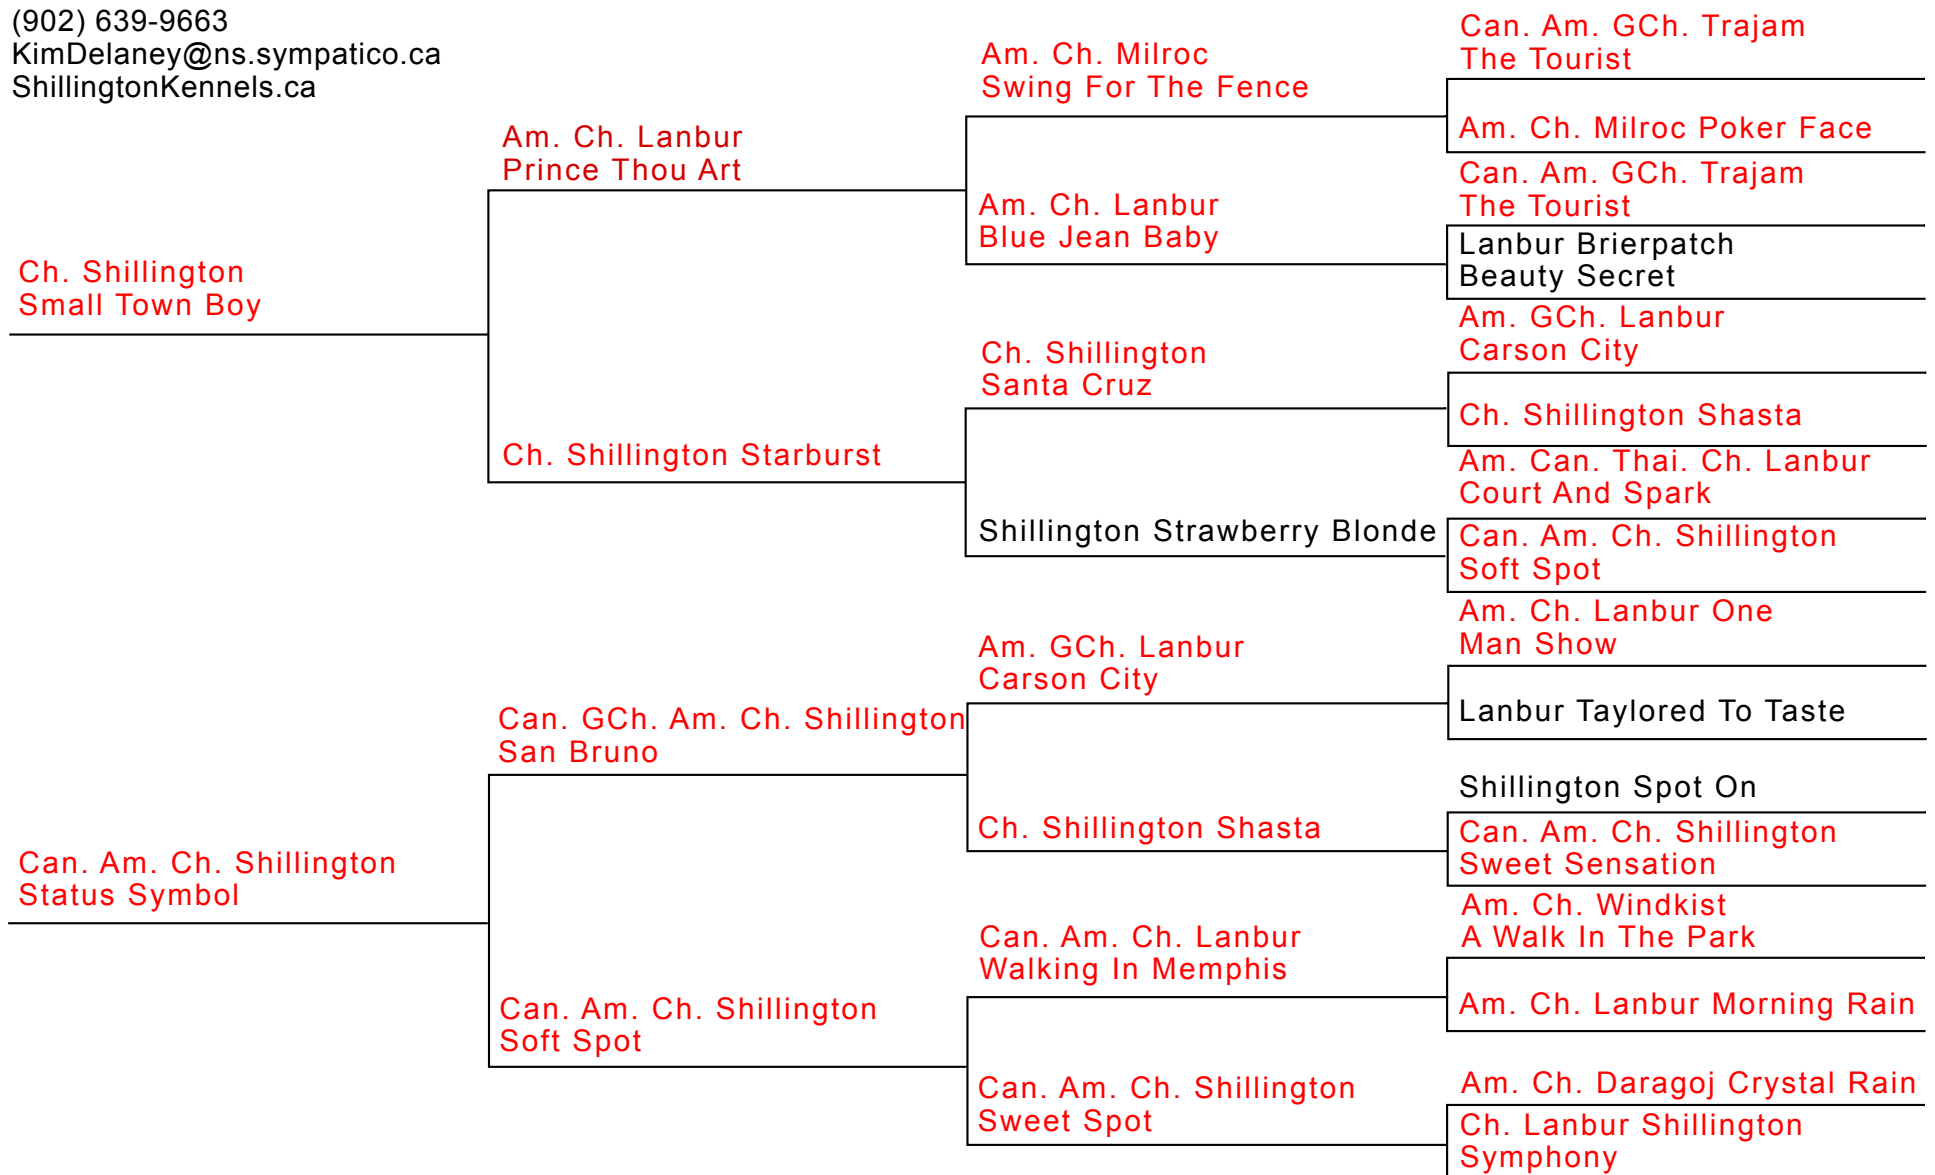 (902) 639-9663
KimDelaney@ns.sympatico.ca
ShillingtonKennels.ca
Ch. Shillington
Small Town Boy
Can. Am. Ch. Shillington
Status Symbol
Am. Ch. Lanbur
Prince Thou Art
Ch. Shillington Starburst
Can. GCh. Am. Ch. Shillington
San Bruno
Can. Am. Ch. Shillington
Soft Spot
Am. Ch. Milroc
Swing For The Fence
Am. Ch. Lanbur
Blue Jean Baby
Ch. Shillington
Santa Cruz
Shillington Strawberry Blonde
Am. GCh. Lanbur
Carson City
Ch. Shillington Shasta
Can. Am. Ch. Lanbur
Walking In Memphis
Can. Am. Ch. Shillington
Sweet Spot
Can. Am. GCh. Trajam
The Tourist
Am. Ch. Milroc Poker Face
Can. Am. GCh. Trajam
The Tourist
Lanbur Brierpatch
Beauty Secret
Am. GCh. Lanbur
Carson City
Ch. Shillington Shasta
Am. Can. Thai. Ch. Lanbur
Court And Spark
Can. Am. Ch. Shillington
Soft Spot
Am. Ch. Lanbur One
Man Show
Lanbur Taylored To Taste
Shillington Spot On
Can. Am. Ch. Shillington
Sweet Sensation
Am. Ch. Windkist
A Walk In The Park
Am. Ch. Lanbur Morning Rain
Am. Ch. Daragoj Crystal Rain
Ch. Lanbur Shillington
Symphony